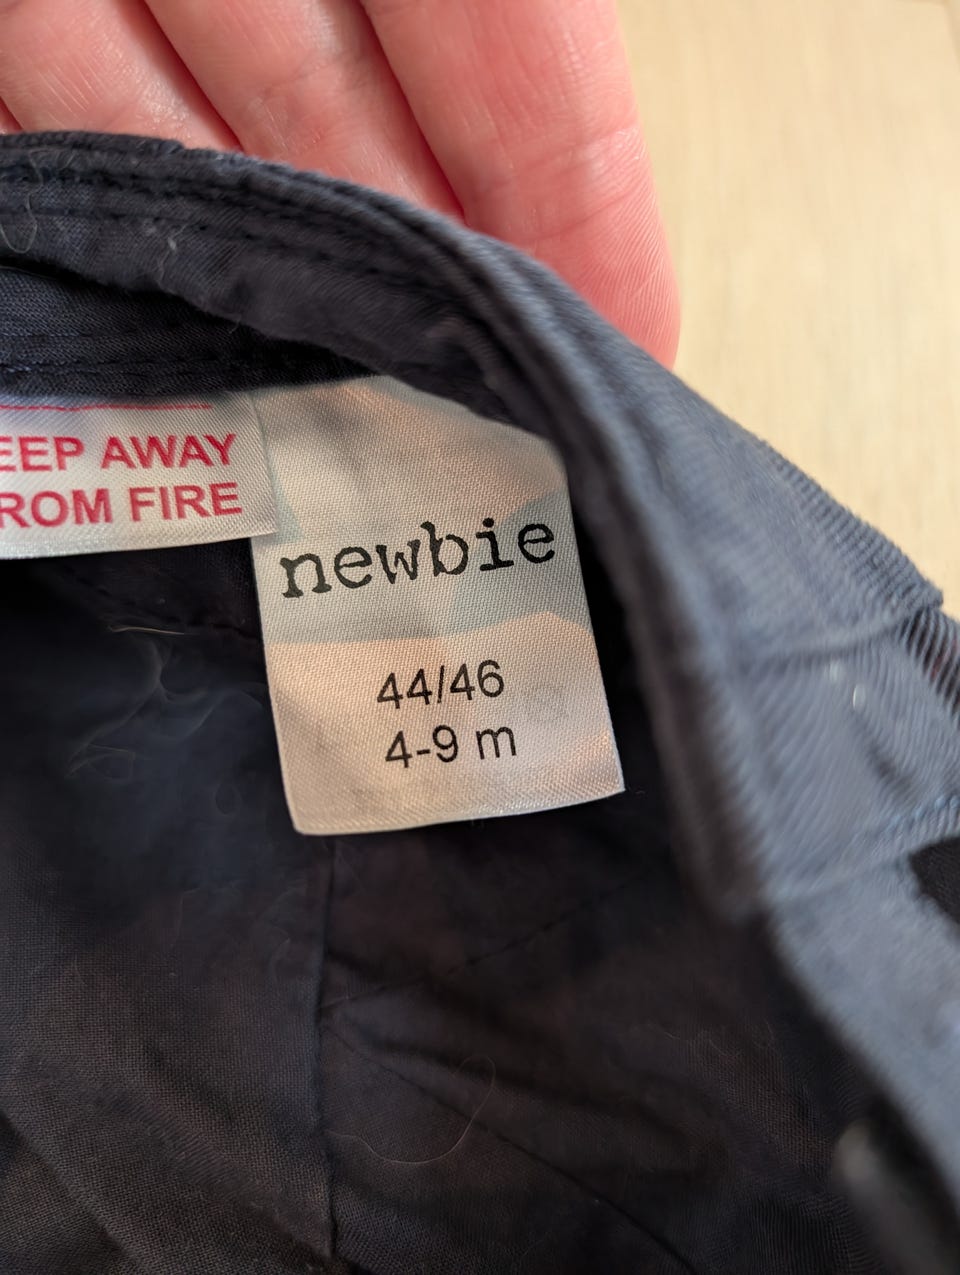 EEP AWAY
ROM FIRE
newbie
44/46
4-9 m